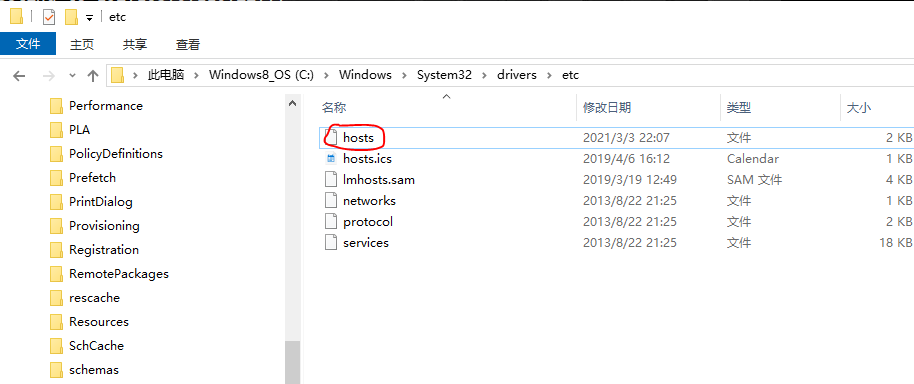 etc
文件 主页 共享 查看
此电脑 Windows8_OS (C:) Windows System32 drivers etc
名称 修改日期 类型 大小
Performance
PLA
PolicyDefinitions
Prefetch
PrintDialog
Provisioning
Registration
RemotePackages
rescache
Resources
SchCache
schemas
hosts 2021/3/3 22:07 文件 2 KB
hosts.ics 2019/4/6 16:12 Calendar 1 KB
lmhosts.sam 2019/3/19 12:49 SAM 文件 4 KB
networks 2013/8/22 21:25 文件 1 KB
protocol 2013/8/22 21:25 文件 2 KB
services 2013/8/22 21:25 文件 18 KB